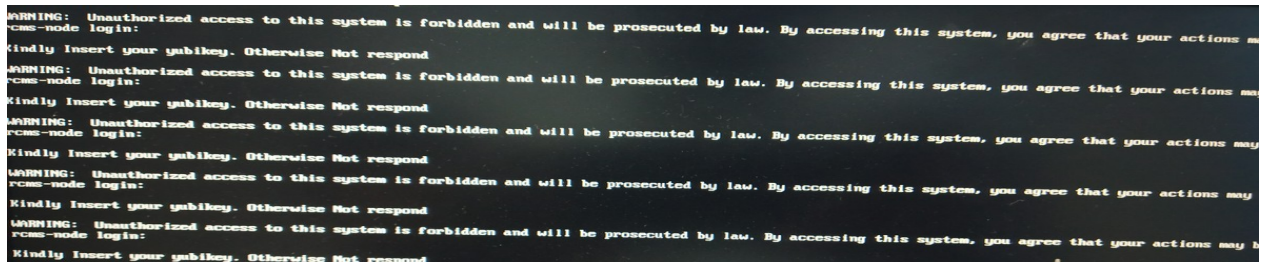 WARNING: Unauthorized access to this system is forbidden and will be prosecuted by law. By accessing this system, you agree that your actions
rcms-node login:
Kindly Insert your yubikey. Otherwise Not respond
WARNING: Unauthorized access to this system is forbidden and will be prosecuted by law. By accessing this system, you agree that your actions may
rcms-node login:
Kindly Insert your yubikey. Otherwise Not respond
WARNING: Unauthorized access to this system is forbidden and will be prosecuted by law. By accessing this system, you agree that your actions may
rcms-node login:
Kindly Insert your yubikey. Otherwise Not respond
WARNING: Unauthorized access to this system is forbidden and will be prosecuted by law. By accessing this system, you agree that your actions may
rcms-node login:
Kindly Insert your yubikey. Otherwise Not respond
WARNING: Unauthorized access to this system is forbidden and will be prosecuted by law. By accessing this system, you agree that your actions may
rcms-node login:
Kindly Insert your yubikey. Otherwise Not respond